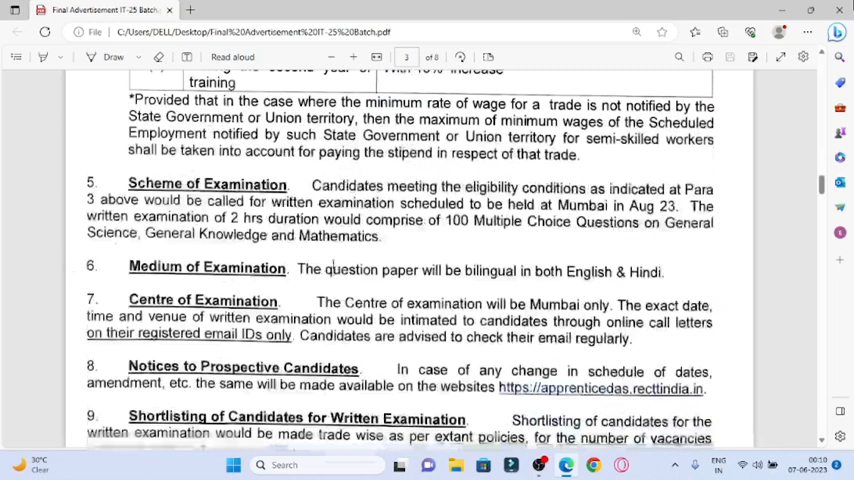 Final Advertisement IT-25 Batch.p
File
C:/Users/DELL/Desktop/Final%20Advertisement%20IT-25%20Batch.pdf
Draw
Read aloud
3 of 8
training
*Provided that in the case where the minimum rate of wage for a trade is not notified by the
State Government or Union territory, then the maximum of minimum wages of the Scheduled
Employment notified by such State Government or Union territory for semi-skilled workers
shall be taken into account for paying the stipend in respect of that trade.
5. Scheme of Examination. Candidates meeting the eligibility conditions as indicated at Para
3 above would be called for written examination scheduled to be held at Mumbai in Aug 23. The
written examination of 2 hrs duration would comprise of 100 Multiple Choice Questions on General
Science, General Knowledge and Mathematics.
6. Medium of Examination. The question paper will be bilingual in both English & Hindi.
7. Centre of Examination. The Centre of examination will be Mumbai only. The exact date,
time and venue of written examination would be intimated to candidates through online call letters
on their registered email IDs only. Candidates are advised to check their email regularly.
8. Notices to Prospective Candidates. In case of any change in schedule of dates,
amendment, etc. the same will be made available on the websites https://apprenticedas.recttindia.in.
9. Shortlisting of Candidates for Written Examination. Shortlisting of candidates for the
written examination would be made trade wise as per extant policies, for the number of vacancies
30°C
Clear
Search
ENG
IN
00:10
07-06-2023